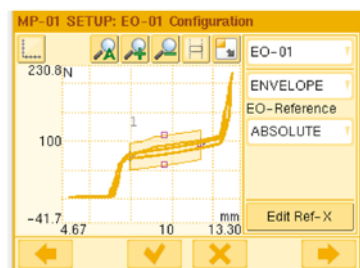 MP-01 SETUP: EO-01 Configuration
A
EO-01
230.8 N
ENVELOPE
EO-Reference
1
ABSOLUTE
100
-41.7
mm
4.67 10 13.30
Edit Ref-X